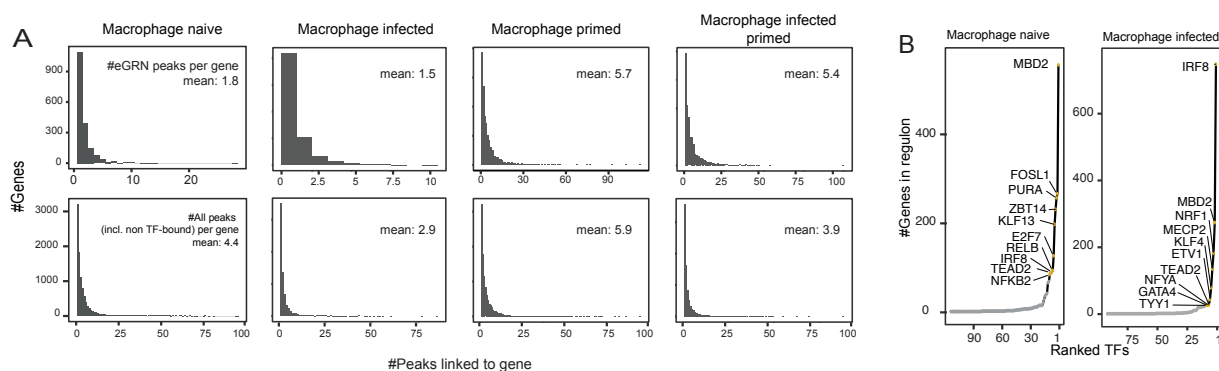 A
Macrophage naive
Macrophage infected
Macrophage primed
Macrophage infected
primed
#eGRN peaks per gene
mean: 1.8
mean: 1.5
mean: 5.7
mean: 5.4
900
600
300
0
0 10 20
0 2.5 5 7.5 10
0 30 60 90
0 25 50 75 100
#Genes
#All peaks
(incl. non TF-bound) per gene
mean: 4.4
mean: 2.9
mean: 5.9
mean: 3.9
3000
2000
1000
0
0 25 50 75 100
0 25 50 75
0 25 50 75 100
0 25 50 75 100
#Peaks linked to gene
B
Macrophage naive
Macrophage infected
#Genes in regulon
400
200
0
MBD2
FOSL1
PURA
ZBT14
KLF13
E2F7
RELB
IRF8
TEAD2
NFKB2
90 60 30 1
600
400
200
0
IRF8
MBD2
NRF1
MECP2
KLF4
ETV1
TEAD2
NFYA
GATA4
TYY1
75 50 25 1
Ranked TFs